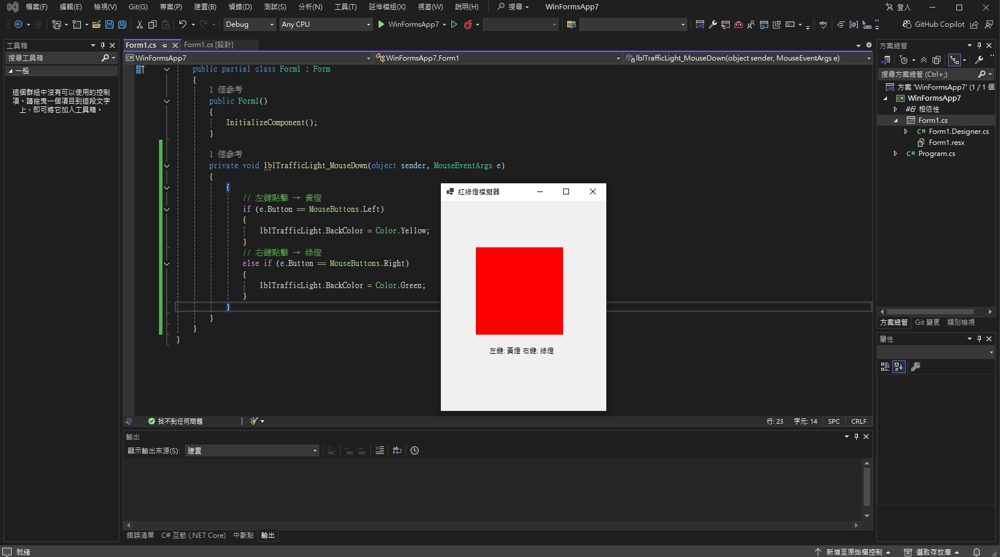 檔案(F) 編輯(E) 檢視(V) Git(G) 專案(P) 建置(B) 偵錯(D) 測試(S) 分析(N) 工具(T) 延伸模組(X) 視窗(W) 說明(H) 搜尋 WinFormsApp7 登入
Debug Any CPU WinFormsApp7 GitHub Copilot
工具箱
搜尋工具箱
一般
這個群組中沒有可以使用的控制
項。請拖曳一個項目到這段文字
上，即可將它加入工具箱。
Form1.cs Form1.cs [設計]
WinFormsApp7 WinFormsApp7.Form1 lblTrafficLight_MouseDown(object sender, MouseEventArgs e)
public partial class Form1 : Form
{
1 個參考
public Form1()
{
InitializeComponent();
}
1 個參考
private void lblTrafficLight_MouseDown(object sender, MouseEventArgs e)
{
{
// 左鍵點擊 → 黃燈
if (e.Button == MouseButtons.Left)
{
lblTrafficLight.BackColor = Color.Yellow;
}
// 右鍵點擊 → 綠燈
else if (e.Button == MouseButtons.Right)
{
lblTrafficLight.BackColor = Color.Green;
}
}
}
}
}
紅綠燈模擬器
左鍵: 黃燈 右鍵: 綠燈
找不到任何問題
行: 23 字元: 14 SPC CRLF
輸出
顯示輸出來源(S): 建置
錯誤清單 C# 互動 (.NET Core) 中斷點 輸出
方案總管
搜尋方案總管 (Ctrl+;)
方案 'WinFormsApp7' (1 / 1 個
C# WinFormsApp7
相依性
Form1.cs
C# Form1.Designer.cs
Form1.resx
C# Program.cs
方案總管 Git 變更 類別檢視
屬性
就緒
新增至原始檔控制 選取存放庫